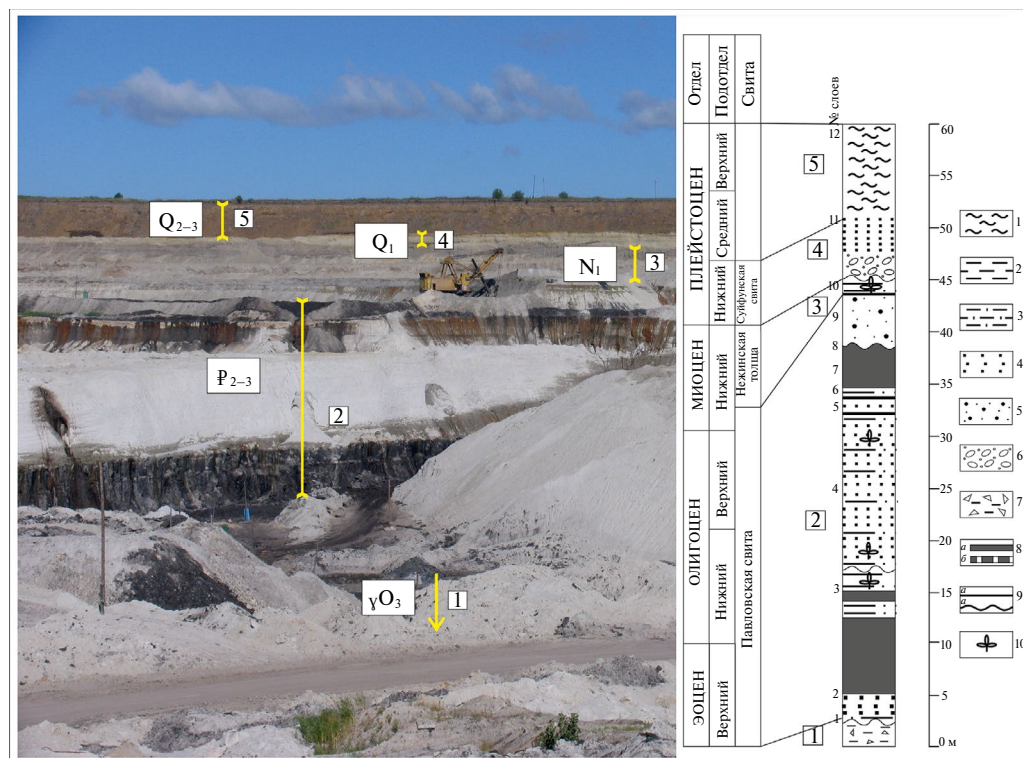 Q2–3
5
Q1
4
N1
3
₽2–3
2
γO3
1
Отдел
Подотдел
Свита
№ слоев
ПЛЕЙСТОЦЕН
Верхний
Средний
Нижний
Суйфунская
свита
МИОЦЕН
Нижний
Нежинская
толща
ОЛИГОЦЕН
Верхний
Нижний
ЭОЦЕН
Верхний
Павловская свита
5
4
3
2
1
12
11
10
9
8
7
6
5
4
3
2
1
60
55
50
45
40
35
30
25
20
15
10
5
0 м
1
2
3
4
5
6
7
а
б
8
а
а
9
10